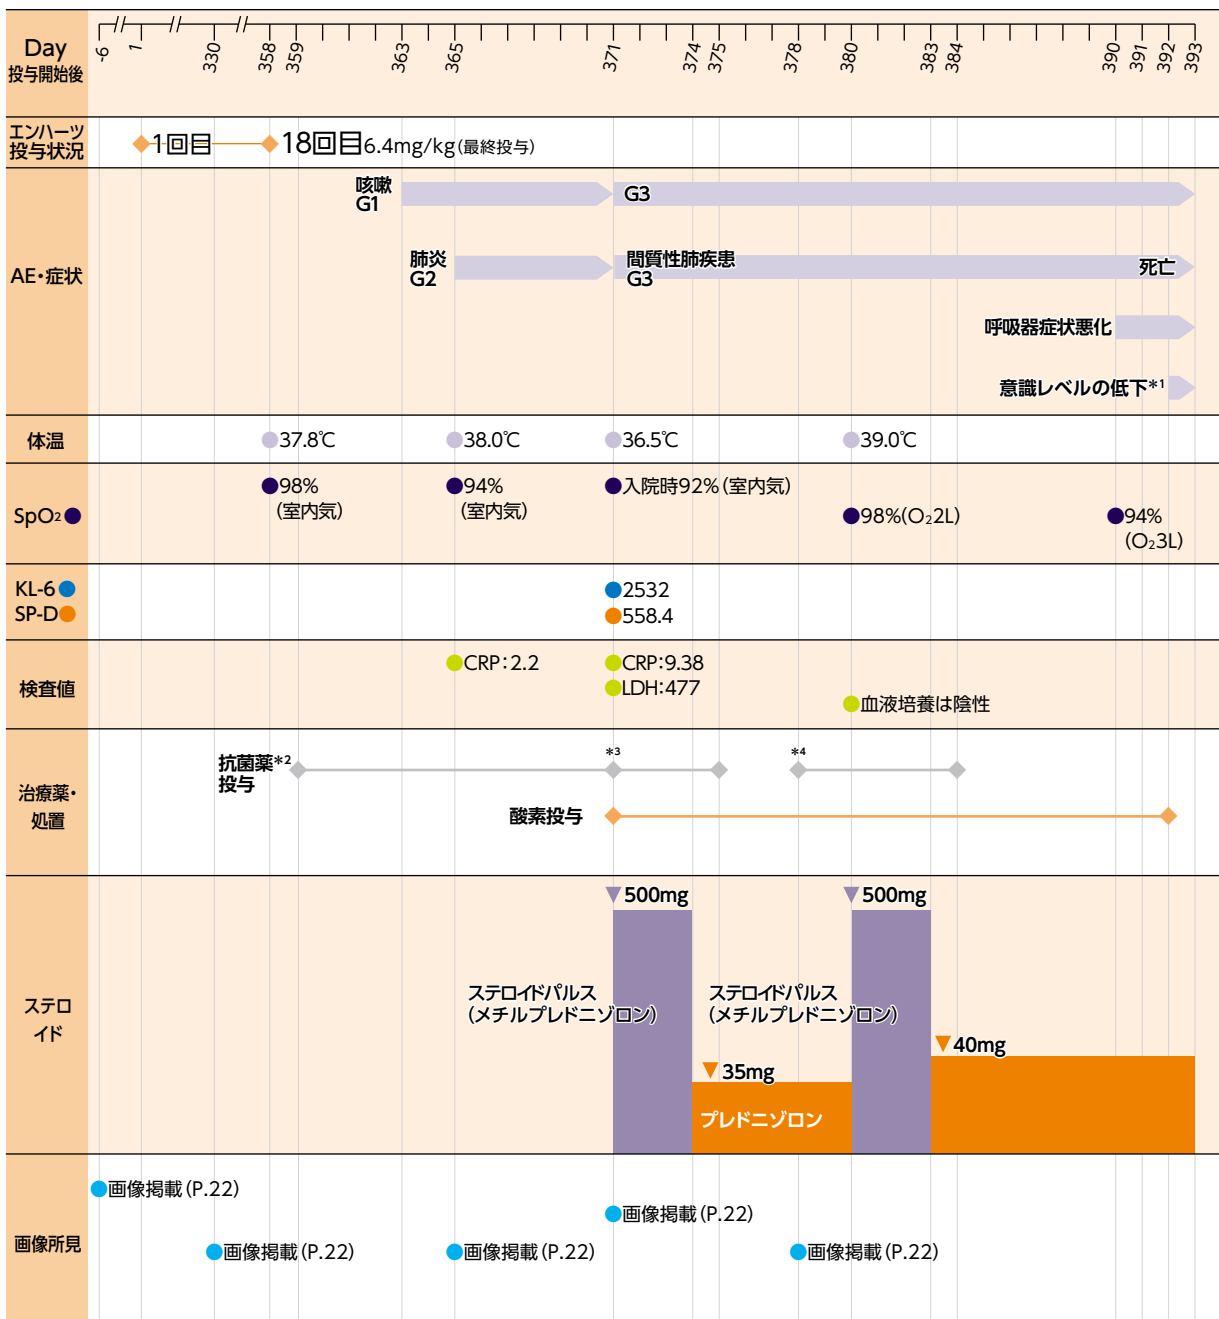 Day
投与開始後
-6
1
330
358
359
363
365
371
374
375
378
380
383
384
390
391
392
393
エンハーツ
投与状況
1回目
18回目6.4mg/kg(最終投与)
AE・症状
咳嗽
G1
G3
肺炎
G2
間質性肺疾患
G3
死亡
呼吸器症状悪化
意識レベルの低下*1
体温
37.8℃
38.0℃
36.5℃
39.0℃
SpO2
98%
(室内気)
94%
(室内気)
入院時92%(室内気)
98%(O₂2L)
94%
(O₂3L)
KL-6
SP-D
2532
558.4
検査値
CRP：2.2
CRP：9.38
LDH：477
血液培養は陰性
治療薬・
処置
抗菌薬*2
投与
*3
*4
酸素投与
ステロ
イド
500mg
500mg
ステロイドパルス
(メチルプレドニゾロン)
ステロイドパルス
(メチルプレドニゾロン)
40mg
35mg
プレドニゾロン
画像所見
画像掲載(P.22)
画像掲載(P.22)
画像掲載(P.22)
画像掲載(P.22)
画像掲載(P.22)